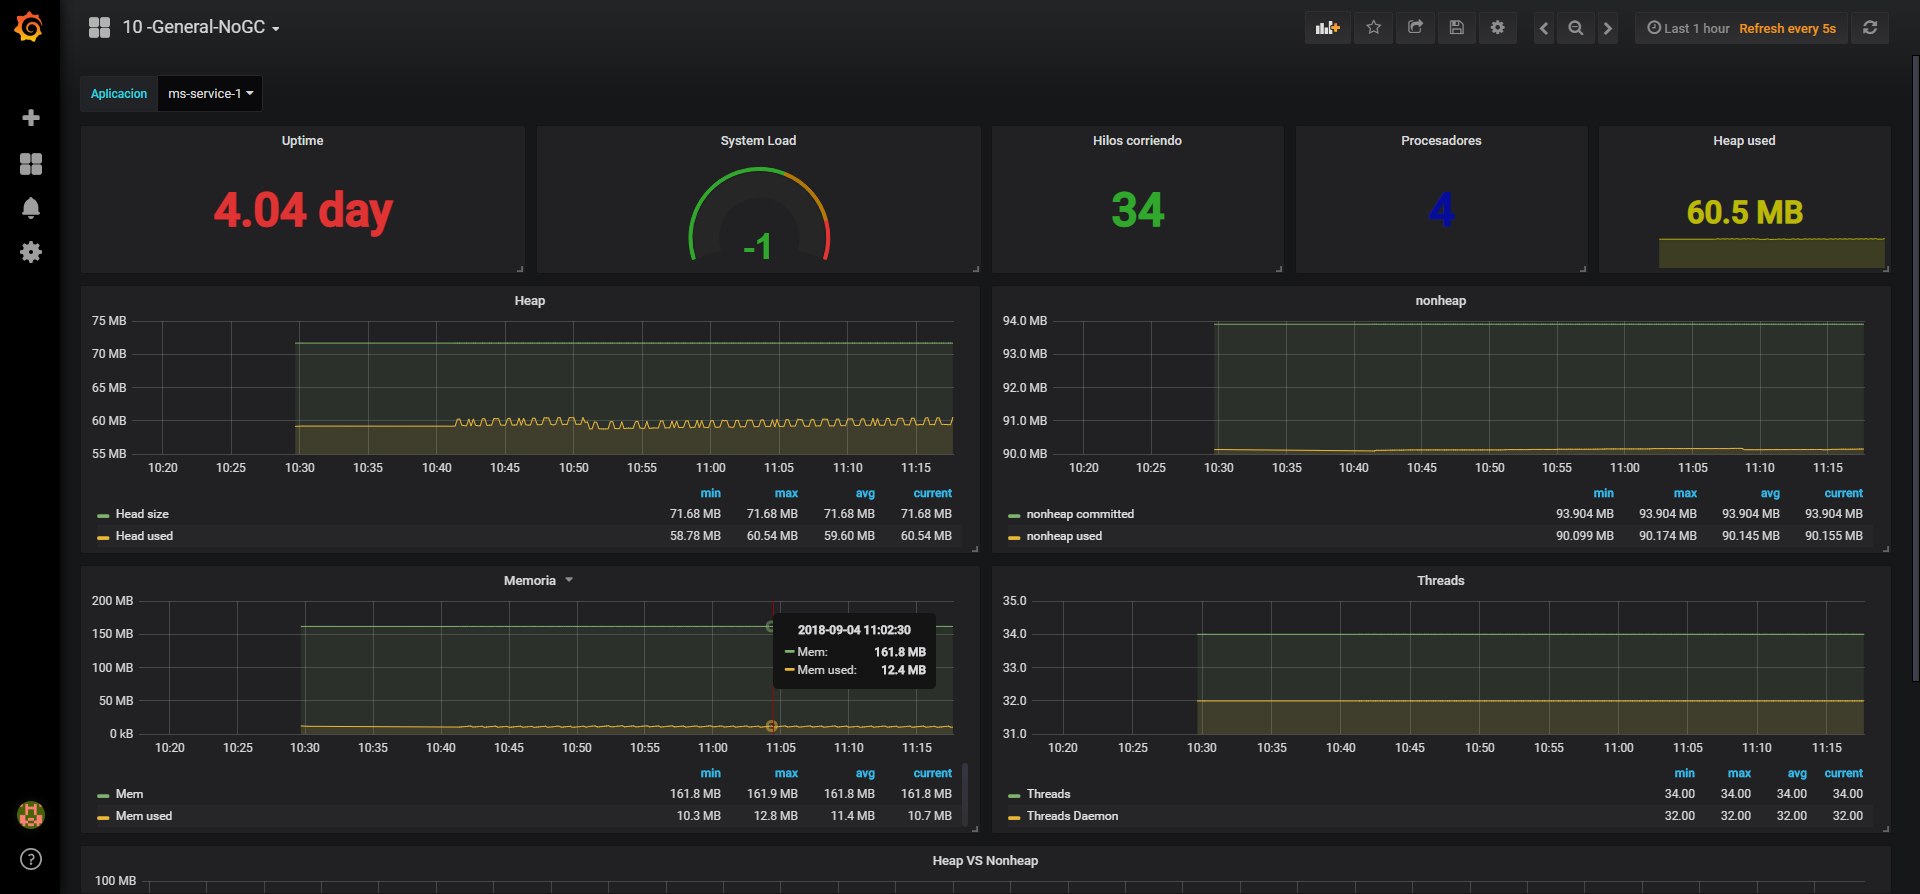 10 -General-NoGC
Last 1 hour Refresh every 5s
Aplicacion ms-service-1
Uptime
4.04 day
System Load
-1
Hilos corriendo
34
Procesadores
4
Heap used
60.5 MB
Heap
75 MB
70 MB
65 MB
60 MB
55 MB
10:20 10:25 10:30 10:35 10:40 10:45 10:50 10:55 11:00 11:05 11:10 11:15
min max avg current
Head size 71.68 MB 71.68 MB 71.68 MB 71.68 MB
Head used 58.78 MB 60.54 MB 59.60 MB 60.54 MB
nonheap
94.0 MB
93.0 MB
92.0 MB
91.0 MB
90.0 MB
10:20 10:25 10:30 10:35 10:40 10:45 10:50 10:55 11:00 11:05 11:10 11:15
min max avg current
nonheap committed 93.904 MB 93.904 MB 93.904 MB 93.904 MB
nonheap used 90.099 MB 90.174 MB 90.145 MB 90.155 MB
Memoria
200 MB
150 MB
100 MB
50 MB
0 kB
2018-09-04 11:02:30
Mem: 161.8 MB
Mem used: 12.4 MB
10:20 10:25 10:30 10:35 10:40 10:45 10:50 10:55 11:00 11:05 11:10 11:15
min max avg current
Mem 161.8 MB 161.9 MB 161.8 MB 161.8 MB
Mem used 10.3 MB 12.8 MB 11.4 MB 10.7 MB
Threads
35.0
34.0
33.0
32.0
31.0
10:20 10:25 10:30 10:35 10:40 10:45 10:50 10:55 11:00 11:05 11:10 11:15
min max avg current
Threads 34.00 34.00 34.00 34.00
Threads Daemon 32.00 32.00 32.00 32.00
Heap VS Nonheap
100 MB